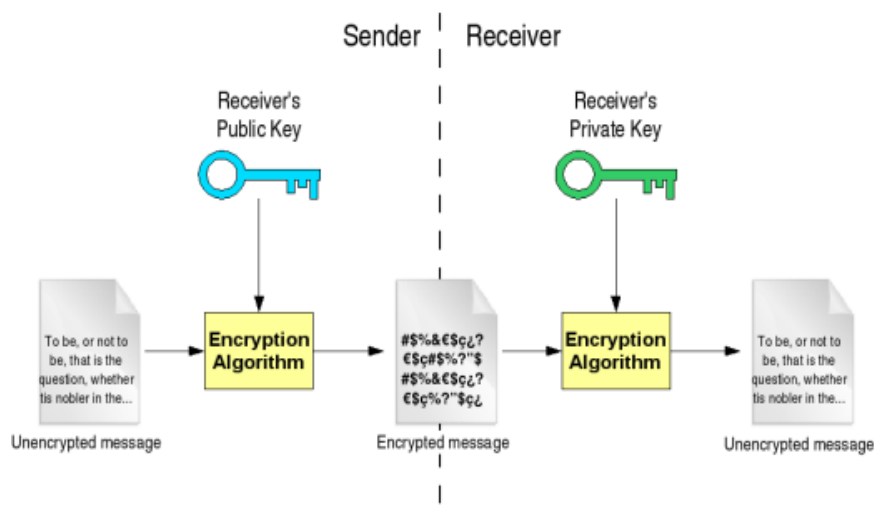 Sender
Receiver
Receiver's
Public Key
Receiver's
Private Key
To be, or not to
be, that is the
question, whether
tis nobler in the...
Encryption
Algorithm
#$%&€$ç¿?
€$ç#$%?"$
#$%&€$ç¿?
€$ç%?"$ç¿
Encryption
Algorithm
To be, or not to
be, that is the
question, whether
tis nobler in the...
Unencrypted message
Encrypted message
Unencrypted message